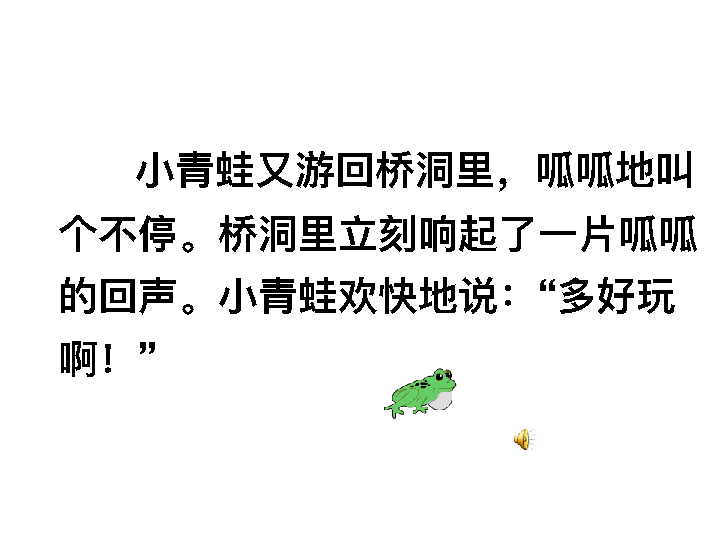 小青蛙又游回桥洞里，呱呱地叫
个不停。桥洞里立刻响起了一片呱呱
的回声。小青蛙欢快地说：“多好玩
啊！”